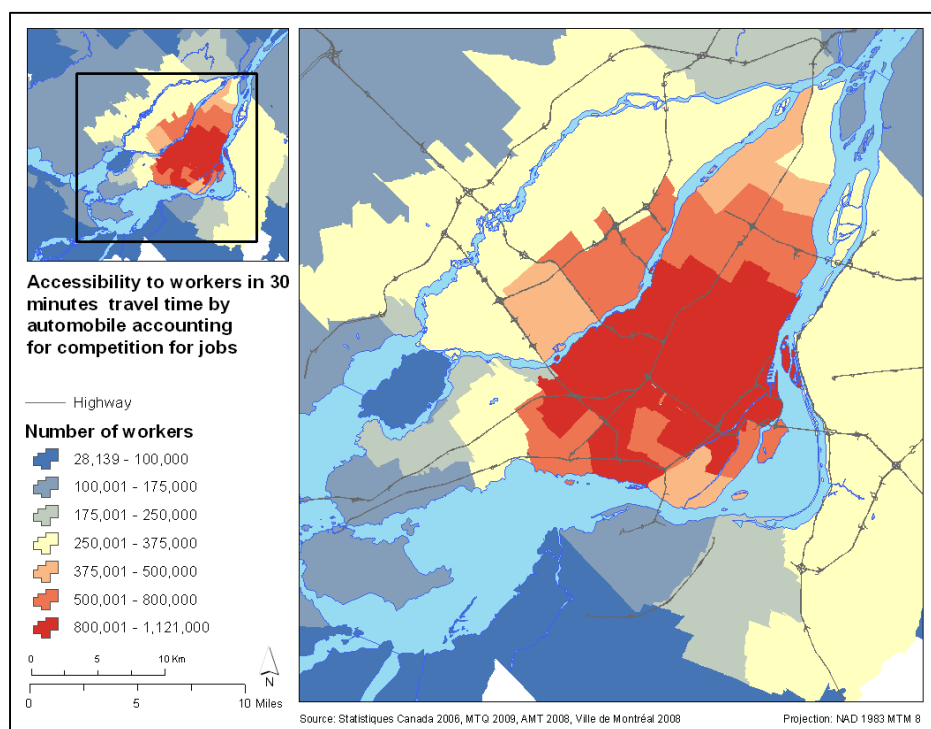 Accessibility to workers in 30
minutes travel time by
automobile accounting
for competition for jobs
Highway
Number of workers
28,139 - 100,000
100,001 - 175,000
175,001 - 250,000
250,001 - 375,000
375,001 - 500,000
500,001 - 800,000
800,001 - 1,121,000
0 5 10 Km
N
0 5 10 Miles
Source: Statistiques Canada 2006, MTQ 2009, AMT 2008, Ville de Montréal 2008 Projection: NAD 1983 MTM 8